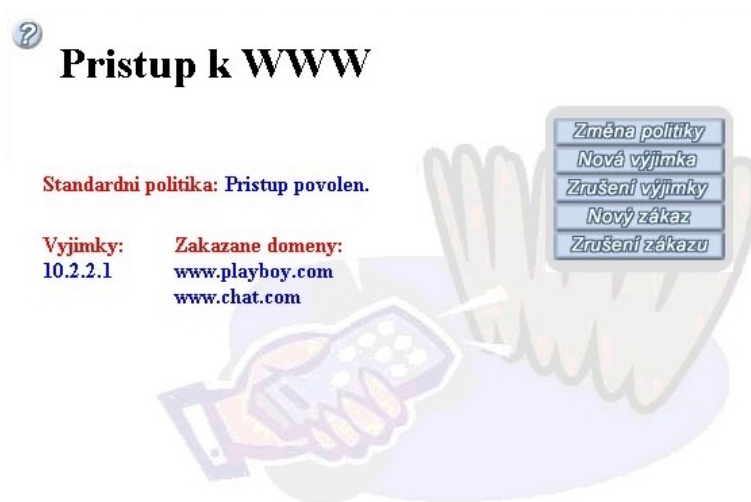 ?
Pristup k WWW
Změna politiky
Nová výjimka
Zrušení výjimky
Nový zákaz
Zrušení zákazu
Standardni politika: Pristup povolen.
Vyjimky: Zakazane domeny:
10.2.2.1 www.playboy.com
www.chat.com